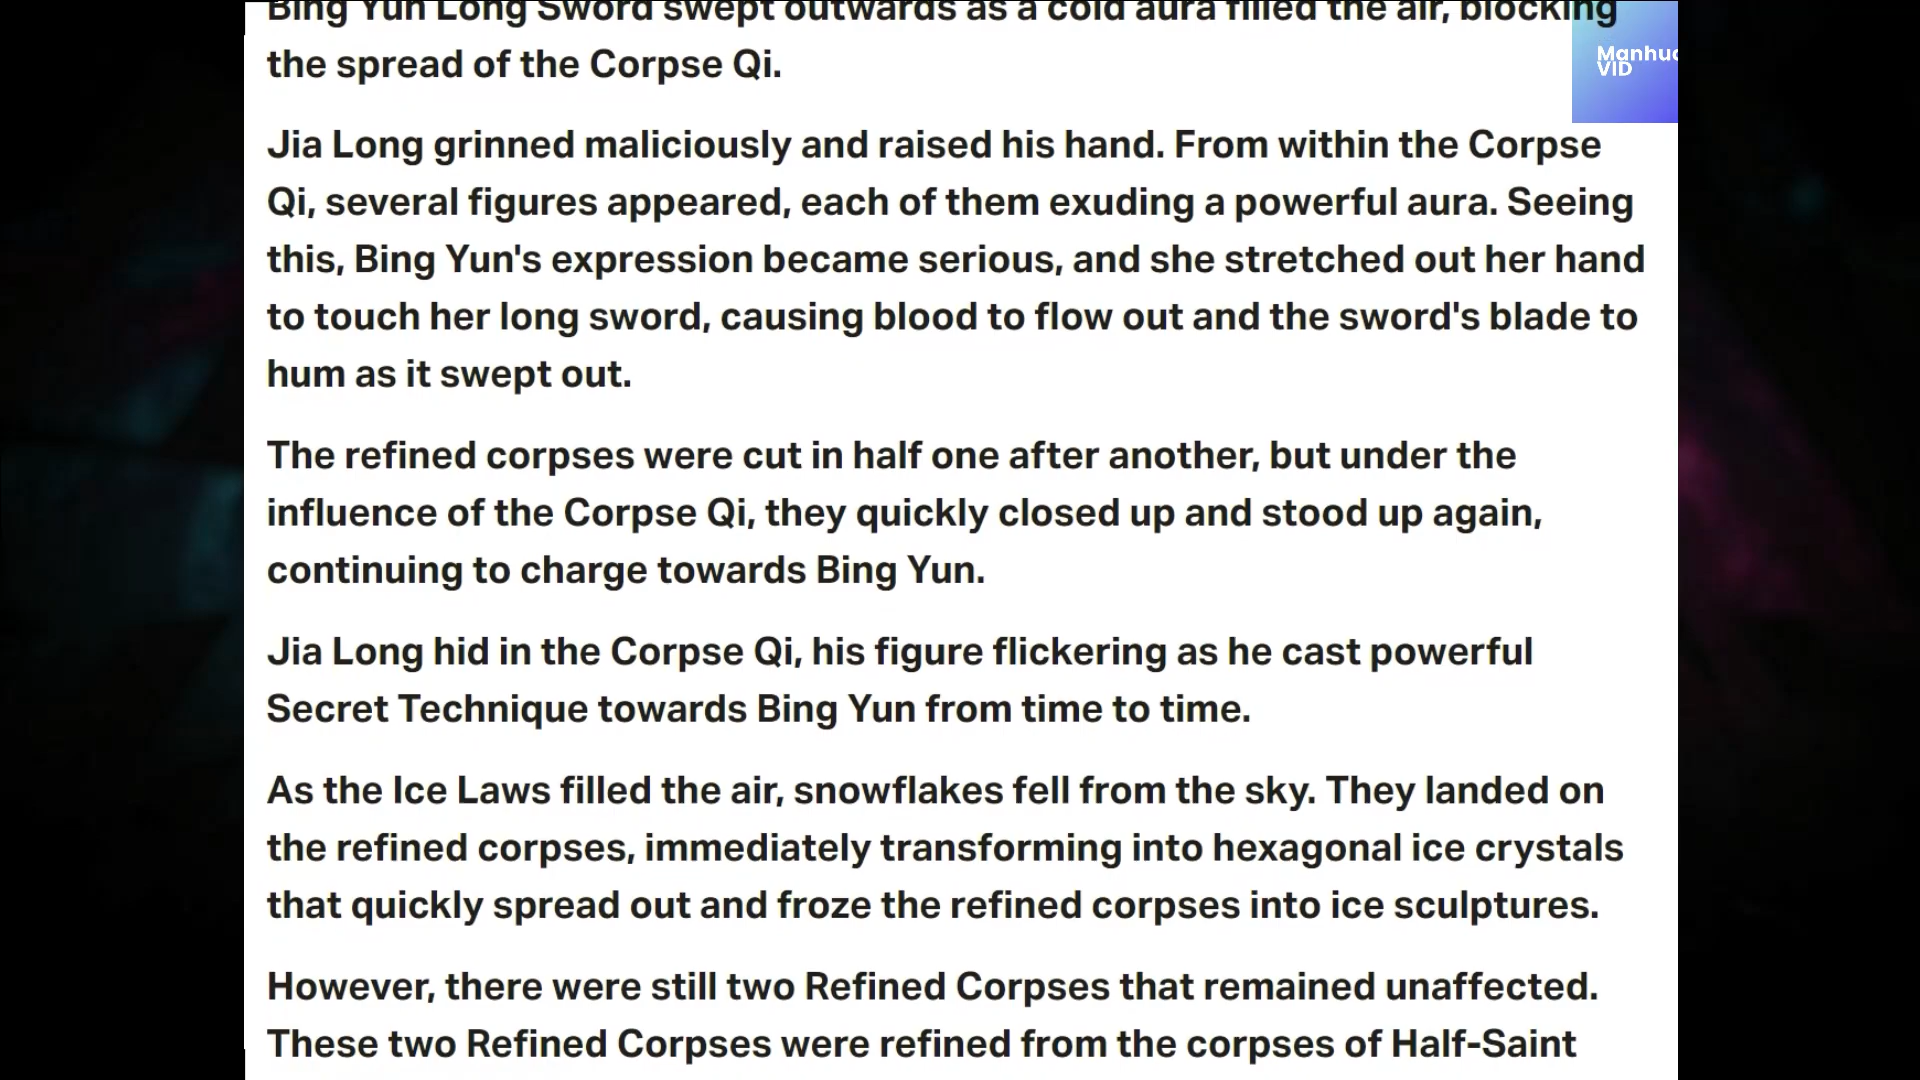 Bing Yun Long Sword swept outwards as a cold aura filled the air, blocking
the spread of the Corpse Qi.
Manhua
VID
Jia Long grinned maliciously and raised his hand. From within the Corpse
Qi, several figures appeared, each of them exuding a powerful aura. Seeing
this, Bing Yun's expression became serious, and she stretched out her hand
to touch her long sword, causing blood to flow out and the sword's blade to
hum as it swept out.
The refined corpses were cut in half one after another, but under the
influence of the Corpse Qi, they quickly closed up and stood up again,
continuing to charge towards Bing Yun.
Jia Long hid in the Corpse Qi, his figure flickering as he cast powerful
Secret Technique towards Bing Yun from time to time.
As the Ice Laws filled the air, snowflakes fell from the sky. They landed on
the refined corpses, immediately transforming into hexagonal ice crystals
that quickly spread out and froze the refined corpses into ice sculptures.
However, there were still two Refined Corpses that remained unaffected.
These two Refined Corpses were refined from the corpses of Half-Saint